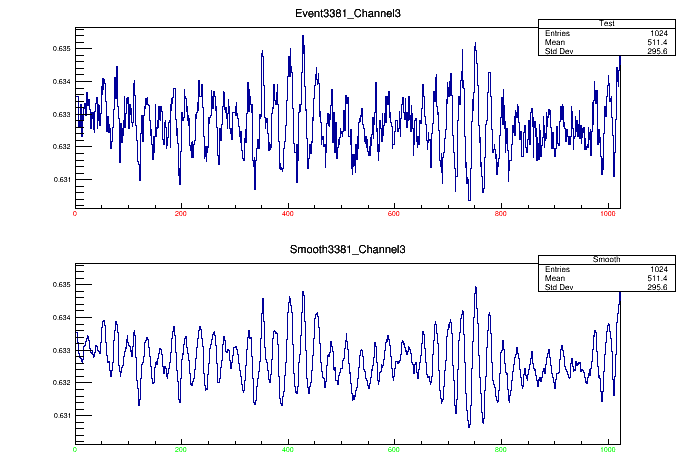 Event3381_Channel3
Test
Entries 1024
Mean 511.4
Std Dev 295.6
0.635
0.634
0.633
0.632
0.631
0 200 400 600 800 1000
Smooth3381_Channel3
Smooth
Entries 1024
Mean 511.4
Std Dev 295.6
0.635
0.634
0.633
0.632
0.631
0 200 400 600 800 1000